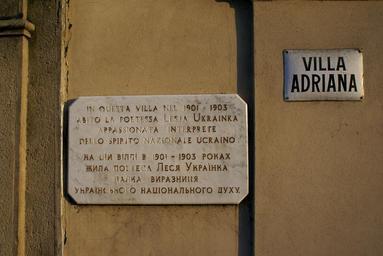 IN QUESTA VILLA NEL 1901 - 1903
ABITÒ LA POETESSA LESIA UKRAINKA
APPASSIONATA INTERPRETE
DELLO SPIRITO NAZIONALE UCRAINO
НА ЦІЙ ВІЛЛІ В 1901 - 1903 РОКАХ
ЖИЛА ПОЕТЕСА ЛЕСЯ УКРАЇНКА
ПАЛКА ВИРАЗНИЦЯ
УКРАЇНСЬКОГО НАЦІОНАЛЬНОГО ДУХУ.
VILLA
ADRIANA